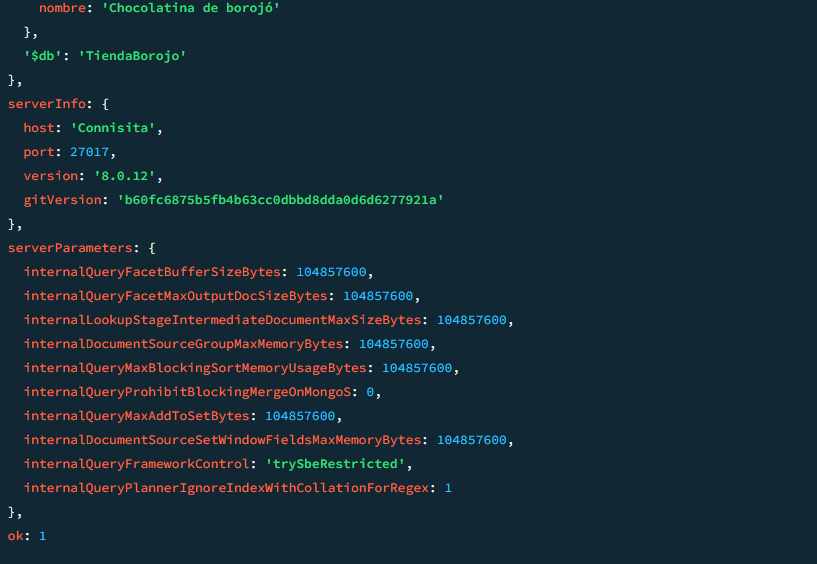 nombre: 'Chocolatina de borojó'
},
'$db': 'TiendaBorojo'
},
serverInfo: {
host: 'Connisita',
port: 27017,
version: '8.0.12',
gitVersion: 'b60fc6875b5fb4b63cc0dbbd8dda0d6d6277921a'
},
serverParameters: {
internalQueryFacetBufferSizeBytes: 104857600,
internalQueryFacetMaxOutputDocSizeBytes: 104857600,
internalLookupStageIntermediateDocumentMaxSizeBytes: 104857600,
internalDocumentSourceGroupMaxMemoryBytes: 104857600,
internalQueryMaxBlockingSortMemoryUsageBytes: 104857600,
internalQueryProhibitBlockingMergeOnMongoS: 0,
internalQueryMaxAddToSetBytes: 104857600,
internalDocumentSourceSetWindowFieldsMaxMemoryBytes: 104857600,
internalQueryFrameworkControl: 'trySbeRestricted',
internalQueryPlannerIgnoreIndexWithCollationForRegex: 1
},
ok: 1